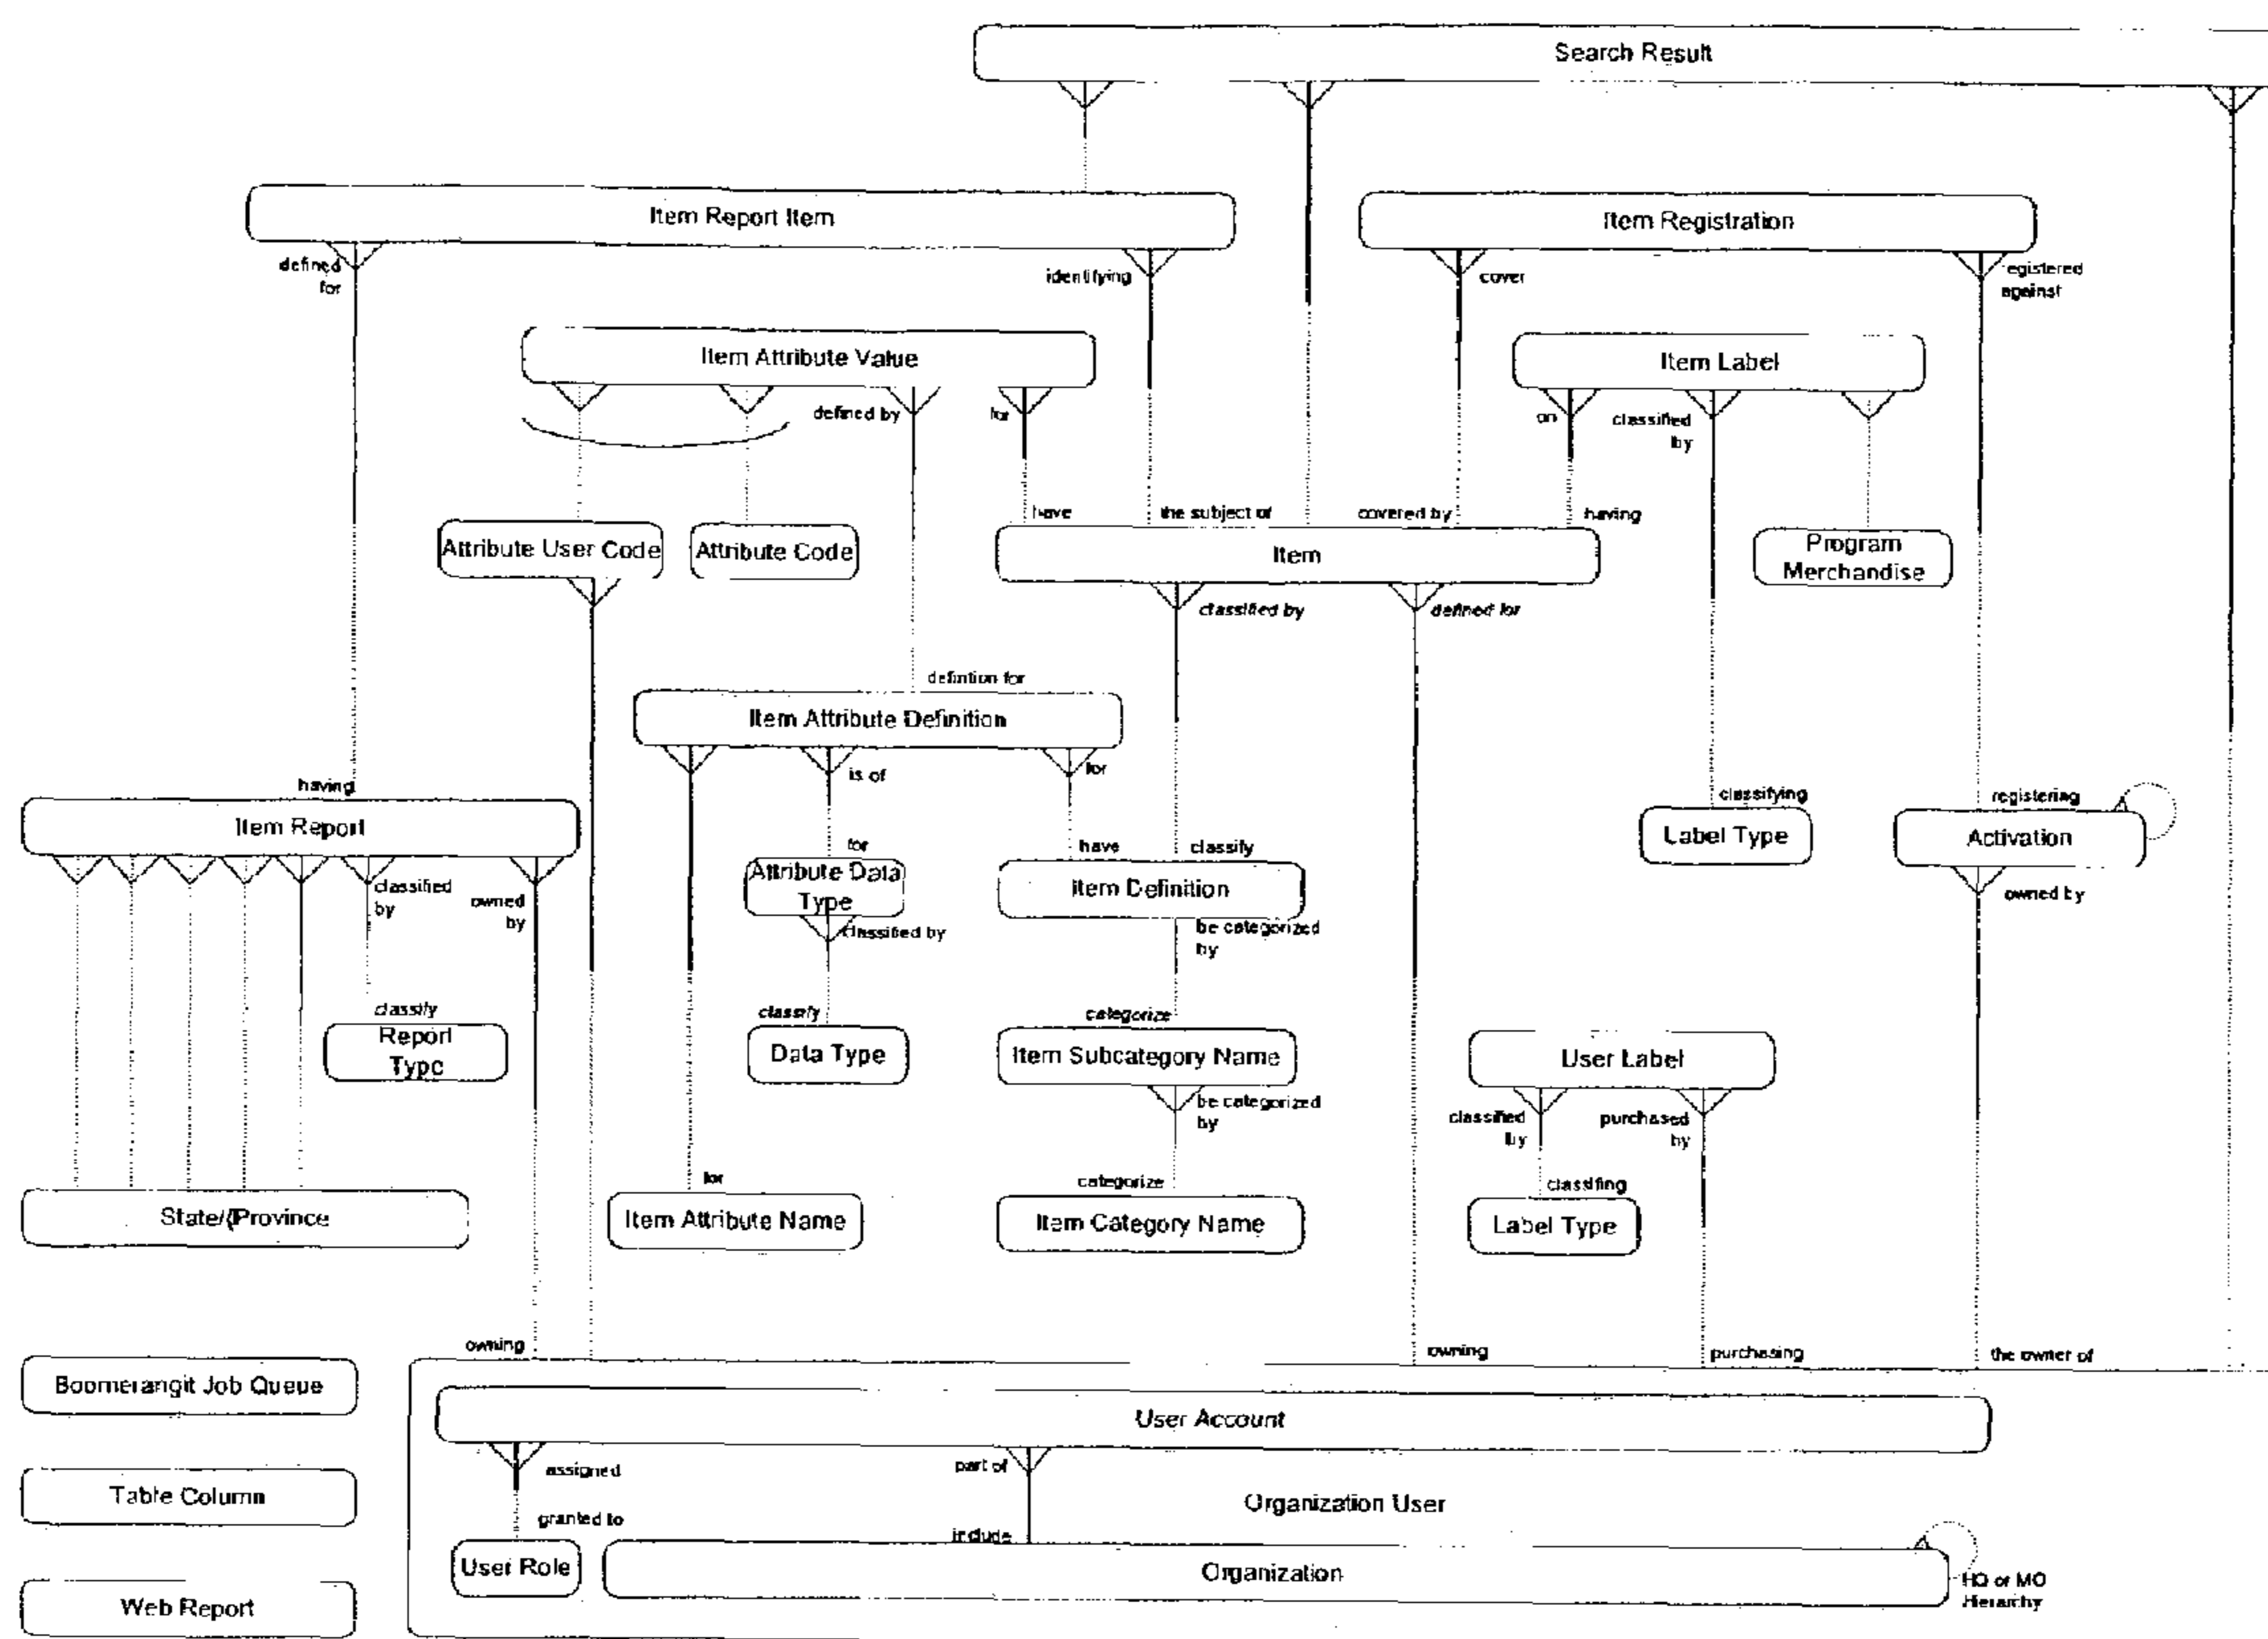 Search Result
Item Report Item
Item Registration
defined
for
identifying
cover
egistered
against
Item Attribute Value
Item Label
defined by
for
on
classified
by
have
the subject of
covered by
having
Attribute User Code
Attribute Code
Item
Program
Merchandise
classified by
defined for
defintion for
Item Attribute Definition
is of
for
having
classifying
registering
Item Report
Label Type
Activation
for
have
classify
Attribute Data
Type
Item Definition
classified
by
owned
by
owned by
classified by
be categorized
by
classify
Report
Type
classify
Data Type
categorize
Item Subcategory Name
User Label
be categorized
by
classified
by
purchased
by
for
categorize
classifing
State/(Province
Item Attribute Name
Item Category Name
Label Type
owning
owning
purchasing
the owner of
Boomerangit Job Queue
User Account
assigned
part of
Table Column
Organization User
granted to
include
User Role
Organization
HO or MO
Hierarchy
Web Report